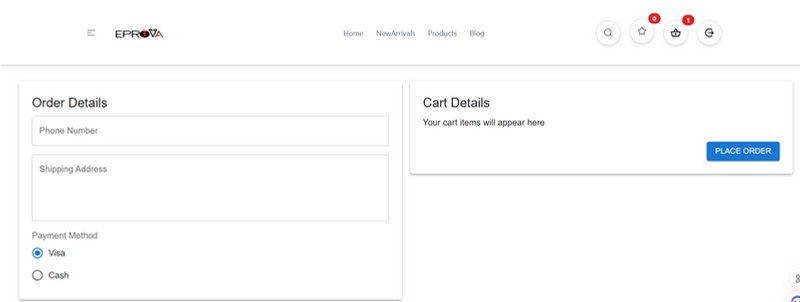 EPROVA
Home NewArrivals Products Blog
0
1
Order Details
Phone Number
Shipping Address
Payment Method
Visa
Cash
Cart Details
Your cart items will appear here
PLACE ORDER